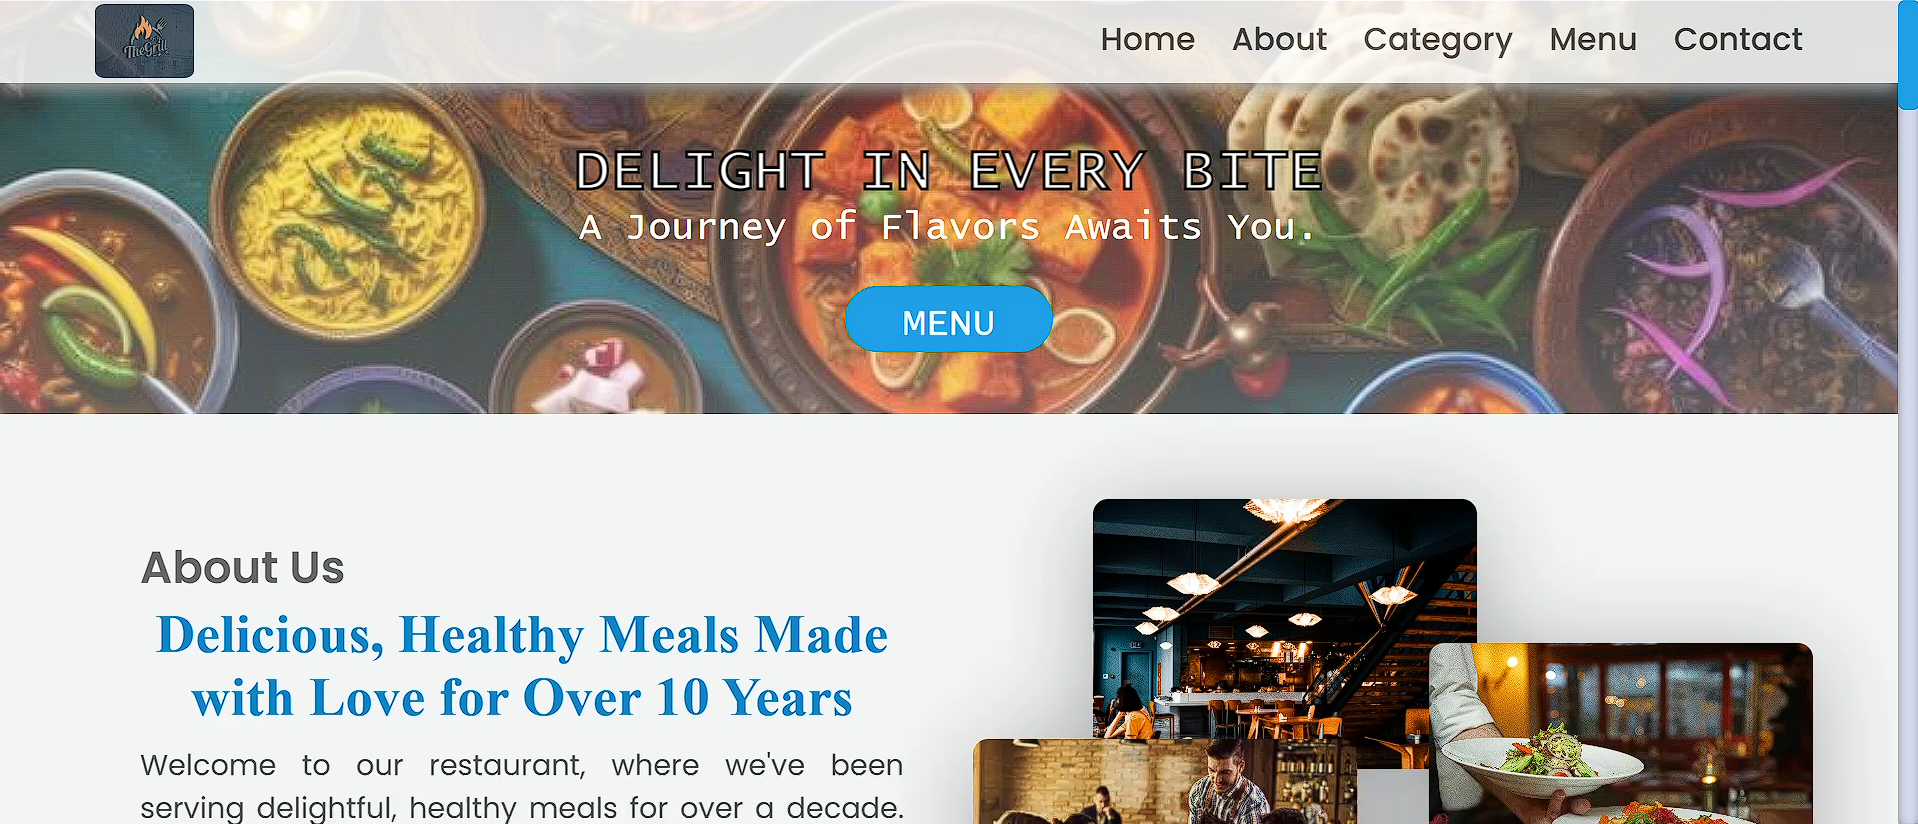 TheGrill
Home About Category Menu Contact
DELIGHT IN EVERY BITE
A Journey of Flavors Awaits You.
MENU
About Us
Delicious, Healthy Meals Made
with Love for Over 10 Years
Welcome to our restaurant, where we've been
serving delightful, healthy meals for over a decade.